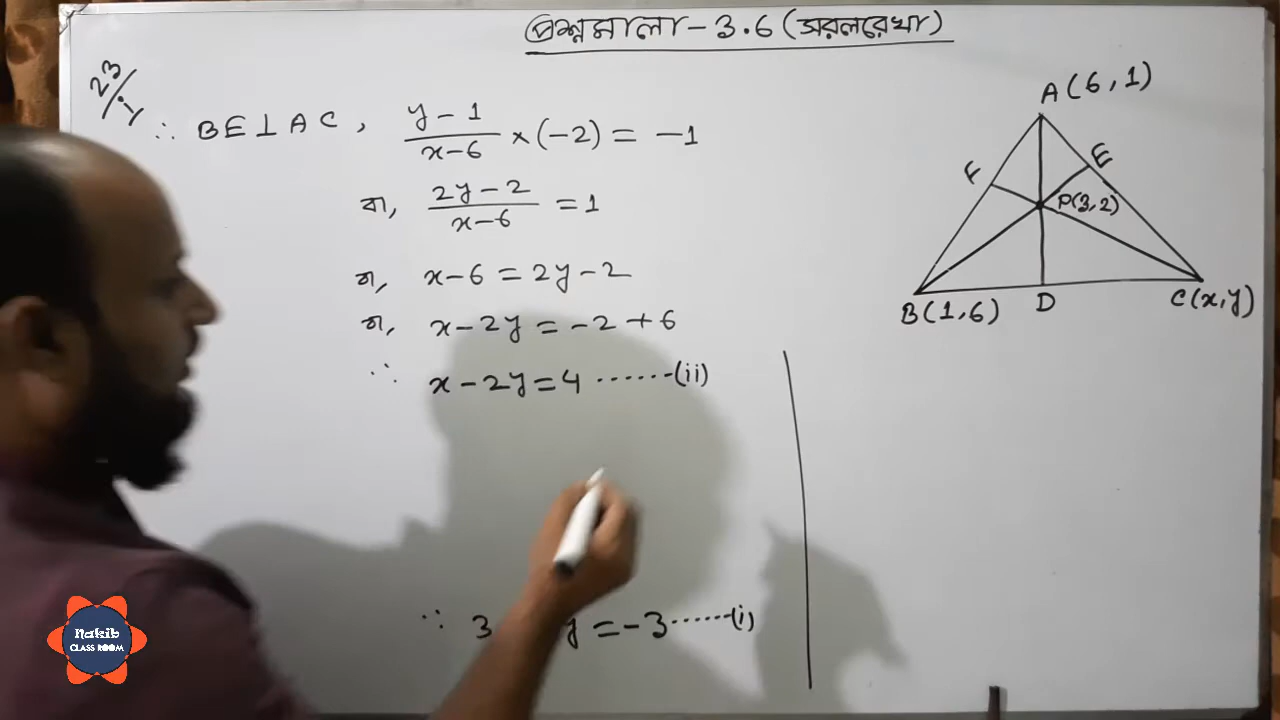 প্রশ্নমালা - 3.6 (সরলরেখা)
23/i
∴ BE⊥AC, (y-1)/(x-6) × (-2) = -1
বা, (2y-2)/(x-6) = 1
বা, x-6 = 2y-2
বা, x-2y = -2+6
∴ x-2y = 4 ······(ii)
∵ 3 y = -3 ······(i)
A(6,1)
F
E
P(3,2)
B(1,6)
D
C(x,y)
Nakib
CLASS ROOM